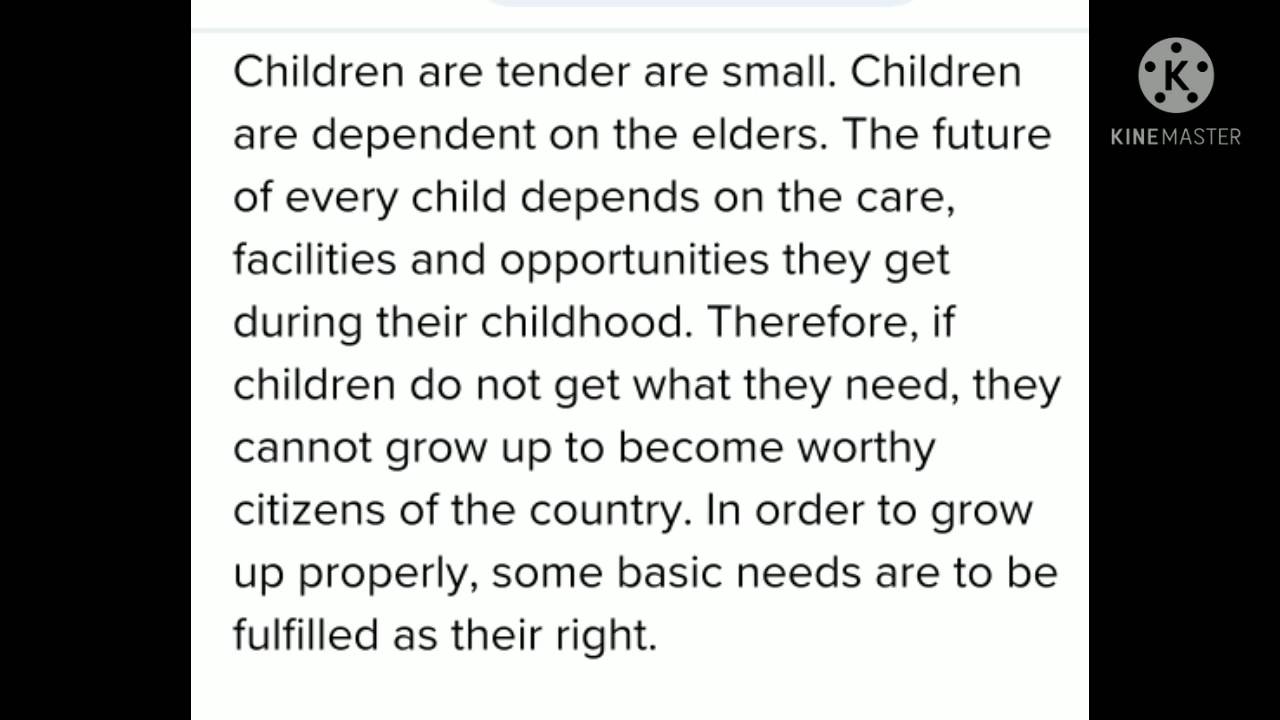 Children are tender are small. Children
are dependent on the elders. The future
of every child depends on the care,
facilities and opportunities they get
during their childhood. Therefore, if
children do not get what they need, they
cannot grow up to become worthy
citizens of the country. In order to grow
up properly, some basic needs are to be
fulfilled as their right.
K
KINEMASTER